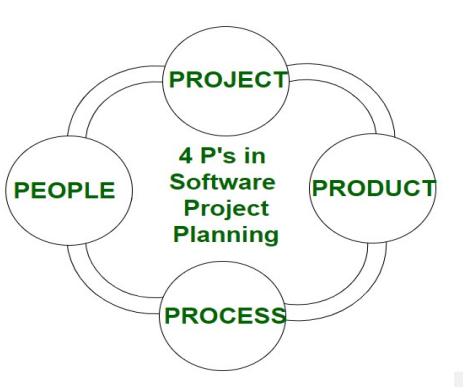 PROJECT
4 P's in
Software
Project
Planning
PEOPLE
PRODUCT
PROCESS